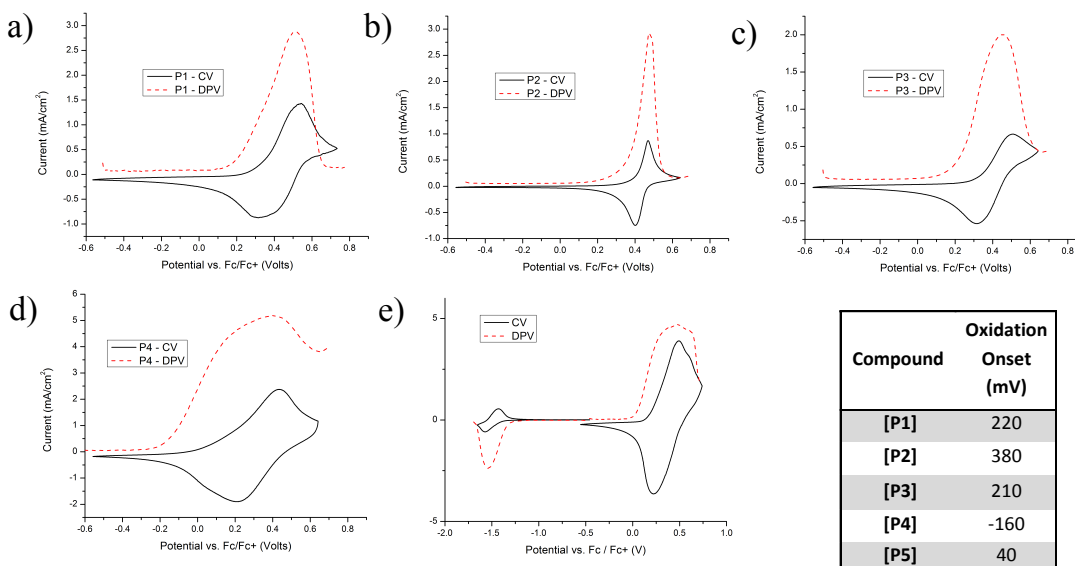 a)
P1 - CV
P1 - DPV
Current (mA/cm²)
3.0
2.5
2.0
1.5
1.0
0.5
0.0
-0.5
-1.0
-0.6 -0.4 -0.2 0.0 0.2 0.4 0.6 0.8
Potential vs. Fc/Fc+ (Volts)
b)
P2 - CV
P2 - DPV
Current (mA/cm²)
3.0
2.5
2.0
1.5
1.0
0.5
0.0
-0.5
-1.0
-0.6 -0.4 -0.2 0.0 0.2 0.4 0.6 0.8
Potential vs. Fc/Fc+ (Volts)
c)
P3 - CV
P3 - DPV
Current (mA/cm²)
2.0
1.5
1.0
0.5
0.0
-0.5
-0.6 -0.4 -0.2 0.0 0.2 0.4 0.6 0.8
Potential vs. Fc/Fc+ (Volts)
d)
P4 - CV
P4 - DPV
Current (mA/cm²)
6
5
4
3
2
1
0
-1
-2
-0.6 -0.4 -0.2 0.0 0.2 0.4 0.6 0.8
Potential vs. Fc/Fc+ (Volts)
e)
CV
DPV
Current (mA/cm²)
5
0
-5
-2.0 -1.5 -1.0 -0.5 0.0 0.5 1.0
Potential vs. Fc / Fc+ (V)
Compound Oxidation
Onset
(mV)
[P1] 220
[P2] 380
[P3] 210
[P4] -160
[P5] 40